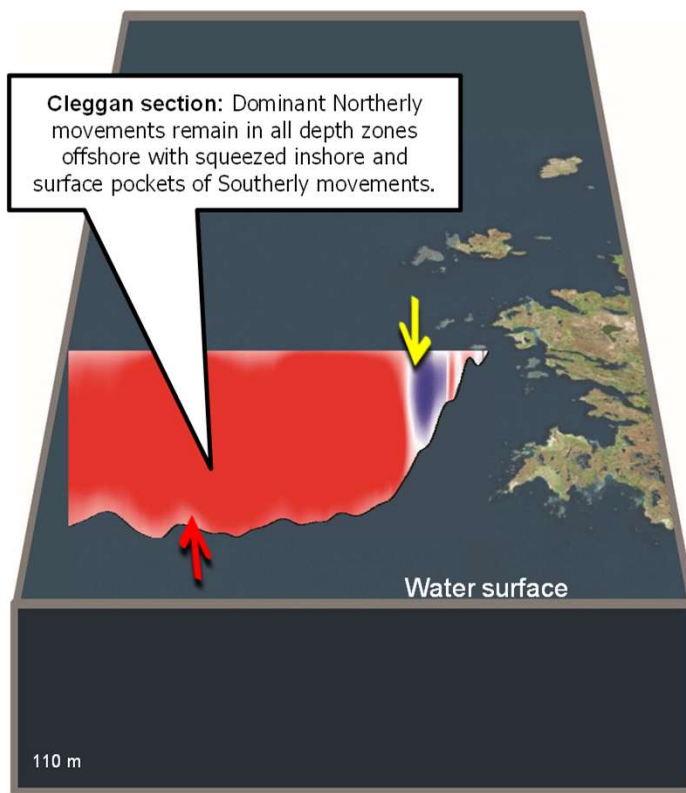 Cleggan section: Dominant Northerly
movements remain in all depth zones
offshore with squeezed inshore and
surface pockets of Southerly movements.
Water surface
110 m